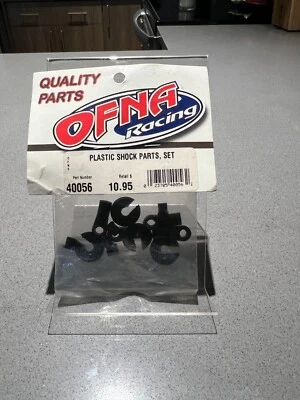 QUALITY
PARTS
OFNA
Racing
PLASTIC SHOCK PARTS, SET
Part Number
Retail $
40056
10.95